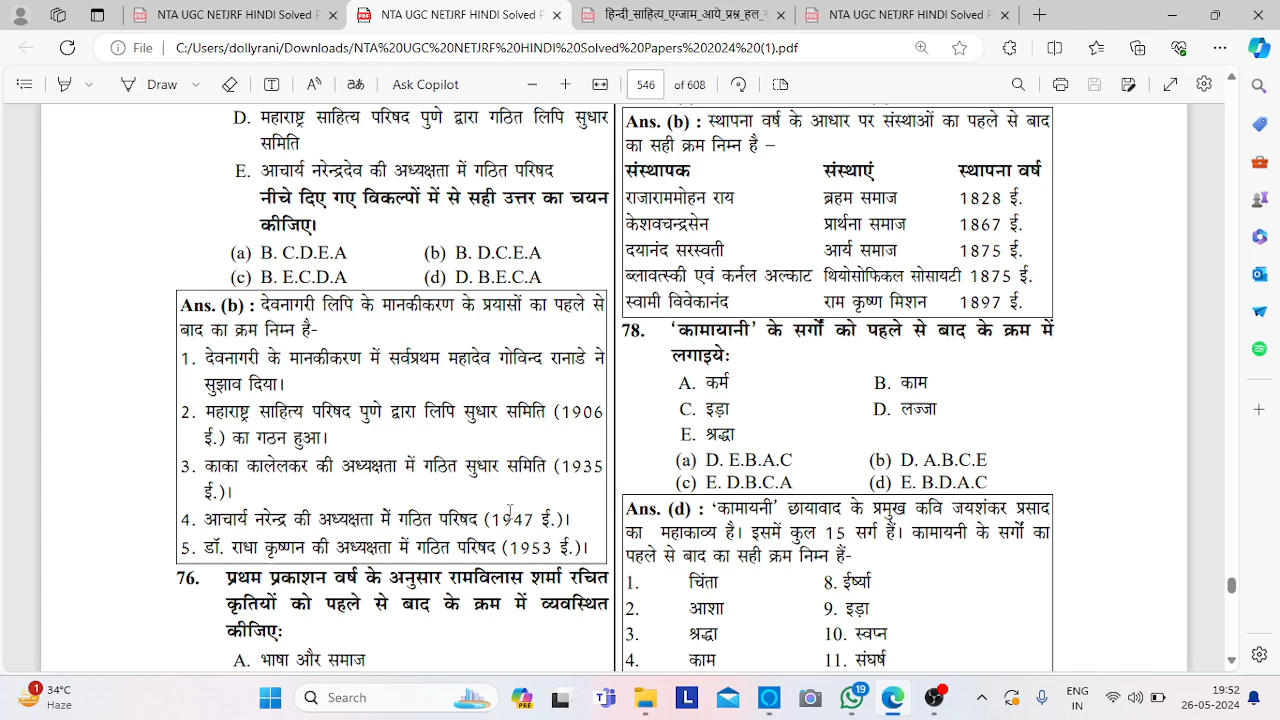 NTA UGC NETJRF HINDI Solved P
NTA UGC NETJRF HINDI Solved P
हिन्दी_साहित्य_एग्जाम_आये प्रश्न_हल_
NTA UGC NETJRF HINDI Solved P
File
C:/Users/dollyrani/Downloads/NTA%20UGC%20NETJRF%20HINDI%20Solved%20Papers%202024%20(1).pdf
Draw
aあ
Ask Copilot
546
of 608
D. महाराष्ट्र साहित्य परिषद पुणे द्वारा गठित लिपि सुधार
समिति
E. आचार्य नरेन्द्रदेव की अध्यक्षता में गठित परिषद
नीचे दिए गए विकल्पों में से सही उत्तर का चयन
कीजिए।
(a) B. C.D.E.A (b) B. D.C.E.A
(c) B. E.C.D.A (d) D. B.E.C.A
Ans. (b) : देवनागरी लिपि के मानकीकरण के प्रयासों का पहले से
बाद का क्रम निम्न है-
1. देवनागरी के मानकीकरण में सर्वप्रथम महादेव गोविन्द रानाडे ने
सुझाव दिया।
2. महाराष्ट्र साहित्य परिषद पुणे द्वारा लिपि सुधार समिति (1906
ई.) का गठन हुआ।
3. काका कालेलकर की अध्यक्षता में गठित सुधार समिति (1935
ई.)।
4. आचार्य नरेन्द्र की अध्यक्षता में गठित परिषद (1947 ई.)।
5. डॉ. राधा कृष्णन की अध्यक्षता में गठित परिषद (1953 ई.)।
76. प्रथम प्रकाशन वर्ष के अनुसार रामविलास शर्मा रचित
कृतियों को पहले से बाद के क्रम में व्यवस्थित
कीजिए:
A. भाषा और समाज
Ans. (b) : स्थापना वर्ष के आधार पर संस्थाओं का पहले से बाद
का सही क्रम निम्न है –
संस्थापक संस्थाएं स्थापना वर्ष
राजाराममोहन राय ब्रहम समाज 1828 ई.
केशवचन्द्रसेन प्रार्थना समाज 1867 ई.
दयानंद सरस्वती आर्य समाज 1875 ई.
ब्लावत्स्की एवं कर्नल अल्काट थियोसोफिकल सोसायटी 1875 ई.
स्वामी विवेकानंद राम कृष्ण मिशन 1897 ई.
78. 'कामायानी' के सर्गों को पहले से बाद के क्रम में
लगाइये:
A. कर्म B. काम
C. इड़ा D. लज्जा
E. श्रद्धा
(a) D. E.B.A.C (b) D. A.B.C.E
(c) E. D.B.C.A (d) E. B.D.A.C
Ans. (d) : 'कामायनी' छायावाद के प्रमुख कवि जयशंकर प्रसाद
का महाकाव्य है। इसमें कुल 15 सर्ग हैं। कामायनी के सर्गों का
पहले से बाद का सही क्रम निम्न हैं-
1. चिंता 8. ईर्ष्या
2. आशा 9. इड़ा
3. श्रद्धा 10. स्वप्न
4. काम 11. संघर्ष
1
34°C
Haze
Search
PRE
L
19
ENG
IN
19:52
26-05-2024